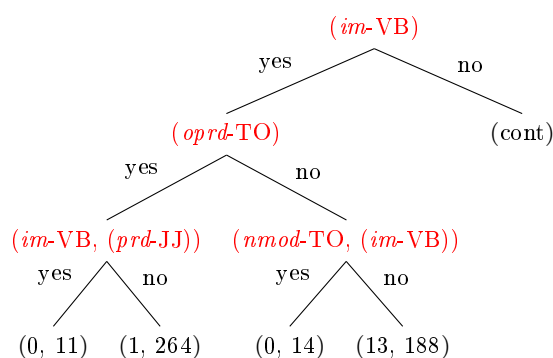 (im-VB)
yes no
(oprd-TO) (cont)
yes no
(im-VB, (prd-JJ)) (nmod-TO, (im-VB))
yes no yes no
(0, 11) (1, 264) (0, 14) (13, 188)